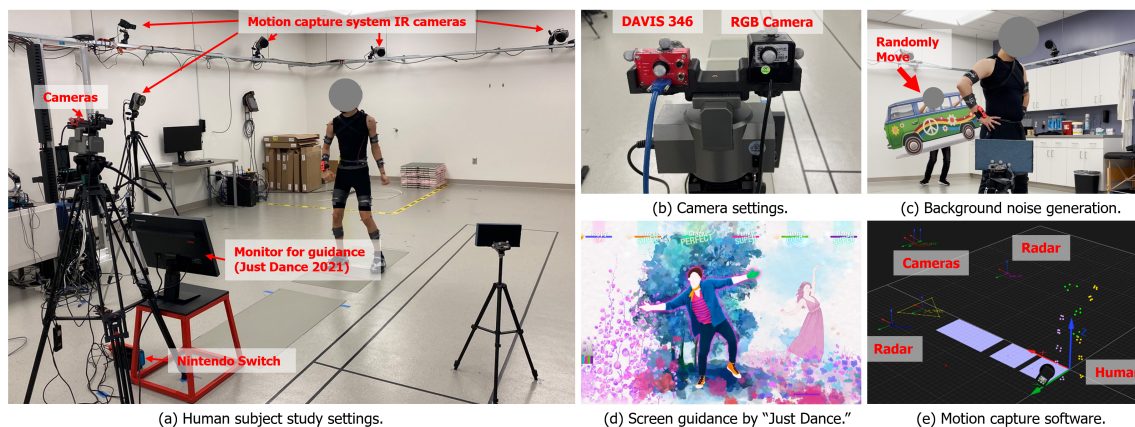 Motion capture system IR cameras
Cameras
Monitor for guidance
(Just Dance 2021)
Nintendo Switch
(a) Human subject study settings.
DAVIS 346
RGB Camera
(b) Camera settings.
Randomly
Move
(c) Background noise generation.
PERFECT
(d) Screen guidance by “Just Dance.”
Cameras
Radar
Radar
Human
(e) Motion capture software.